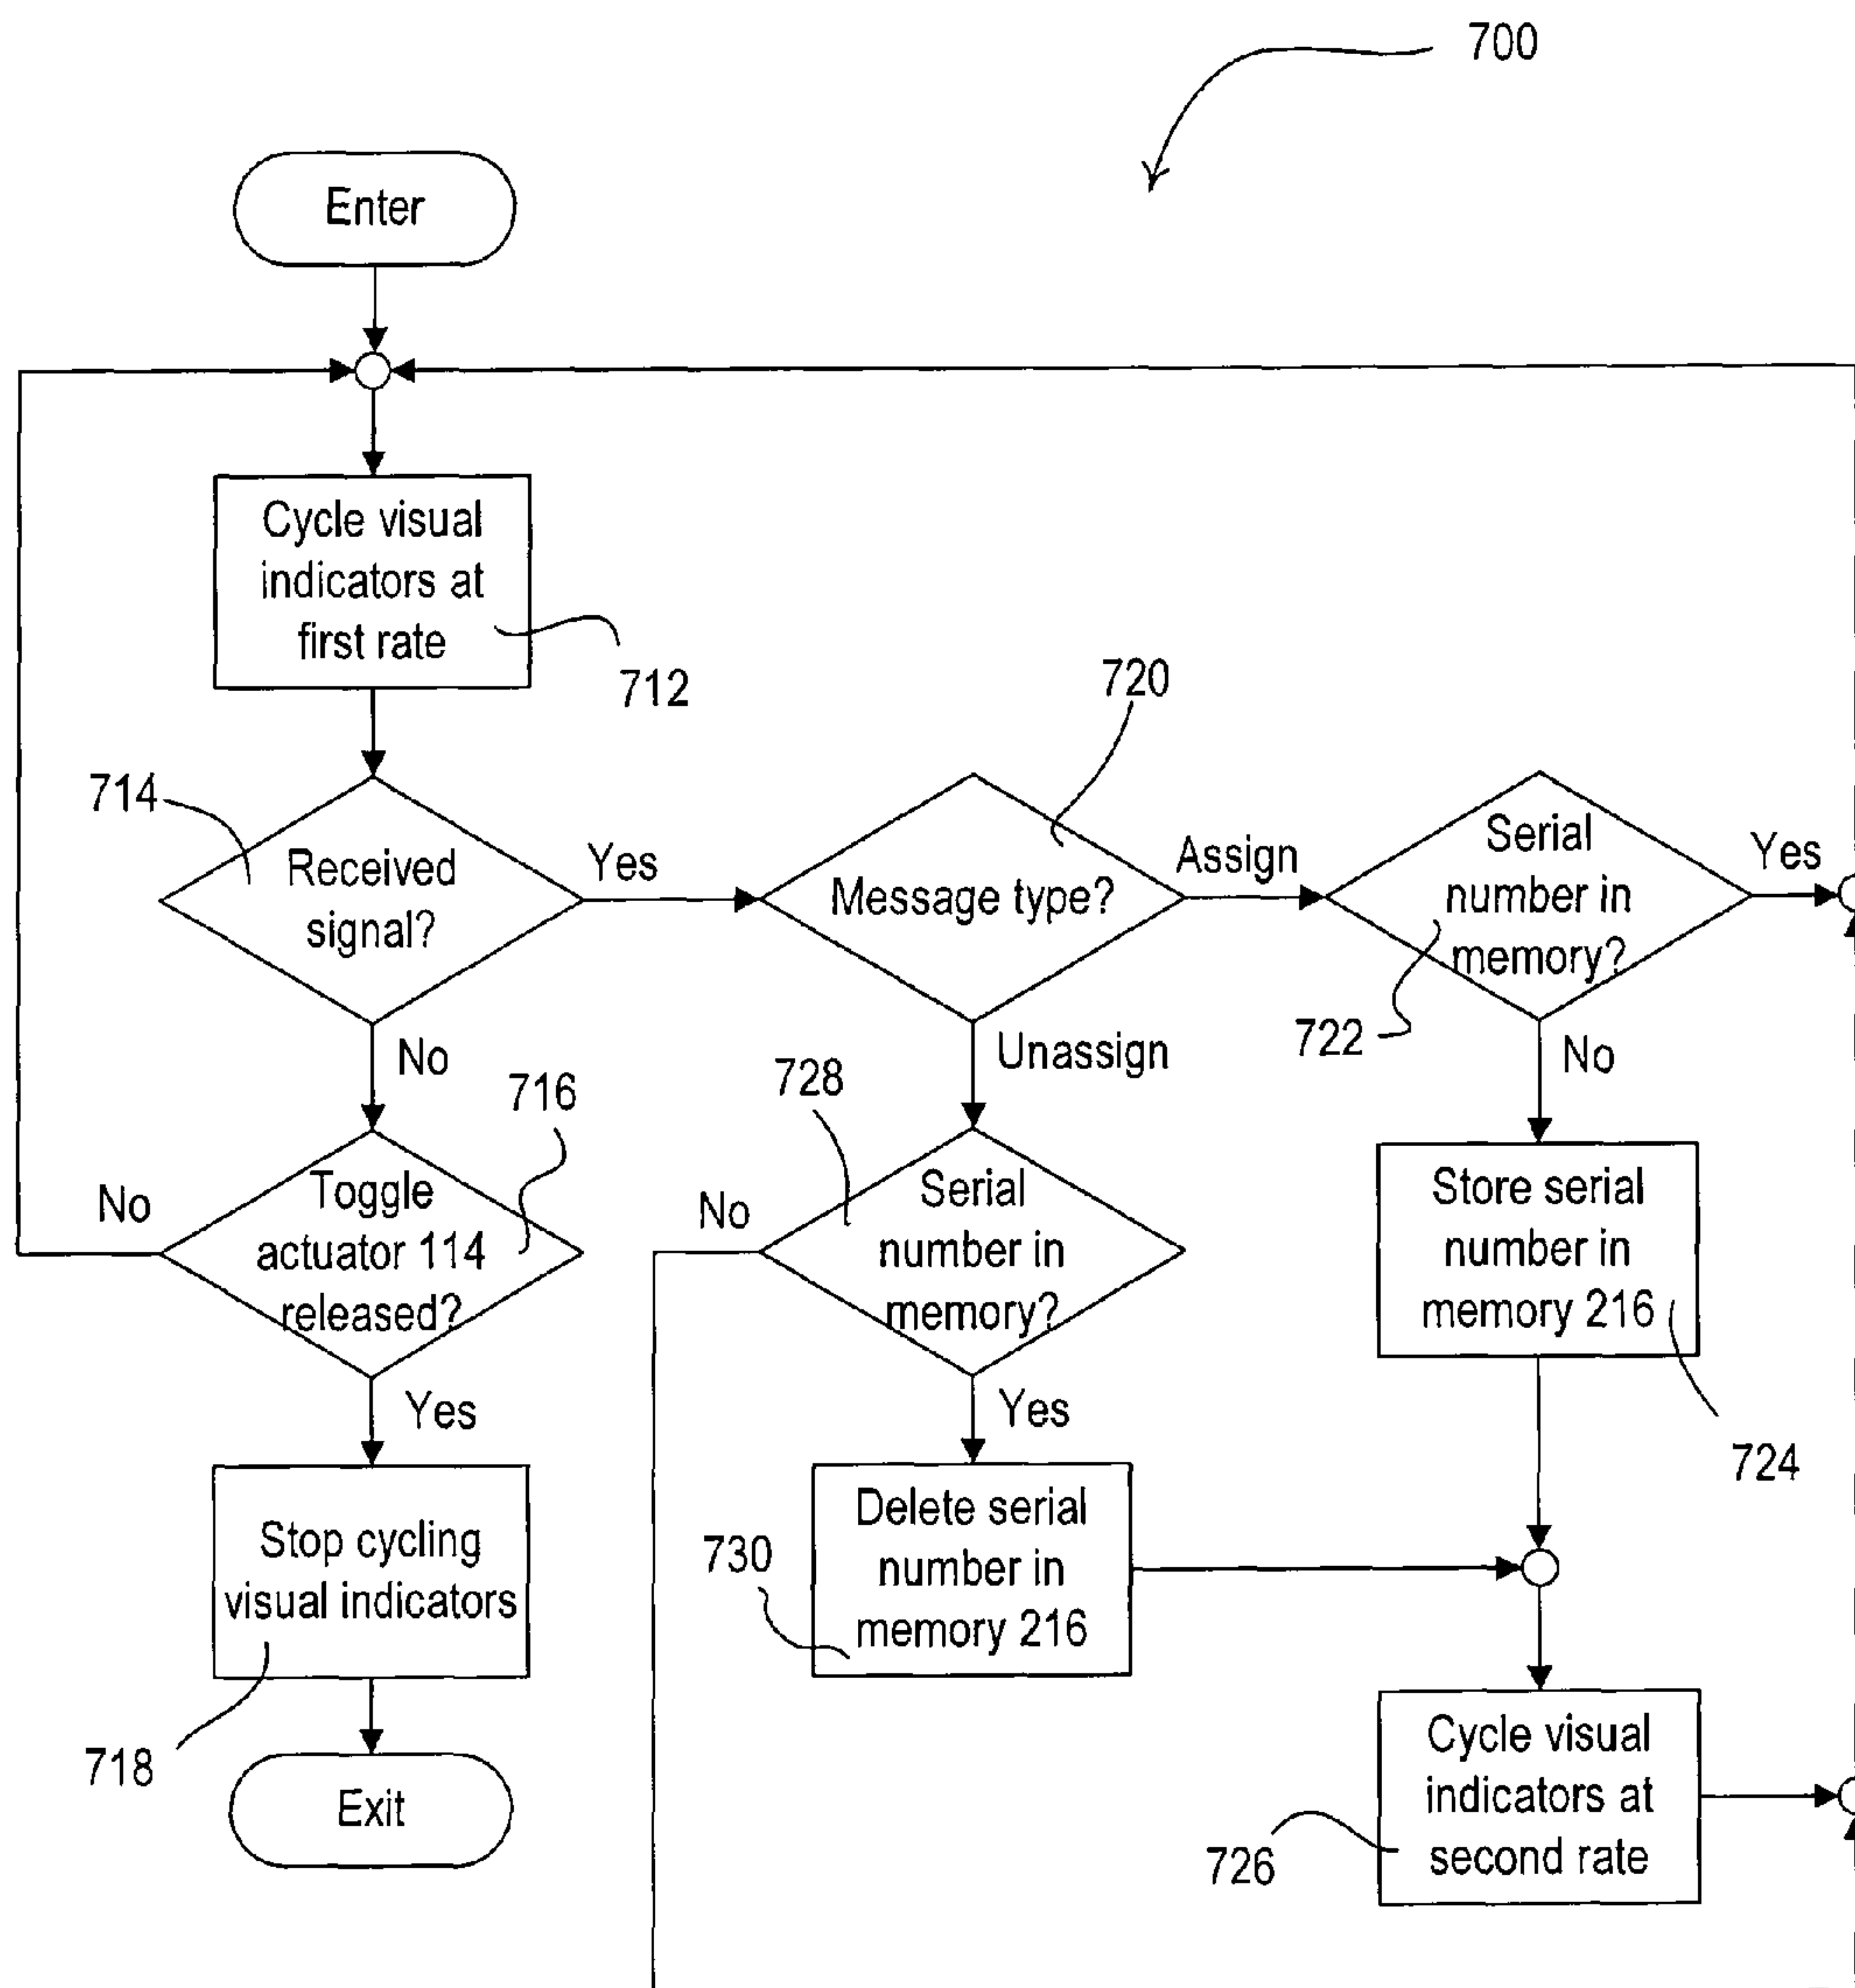 700
Enter
Cycle visual
indicators at
first rate
712
720
714
Received
signal?
Yes
Message type?
Assign
Serial
number in
memory?
Yes
722
No
Unassign
No
728
716
Toggle
actuator 114
released?
No
Yes
Serial
number in
memory?
No
Yes
Store serial
number in
memory 216
724
Stop cycling
visual indicators
718
Delete serial
number in
memory 216
730
Exit
Cycle visual
indicators at
second rate
726